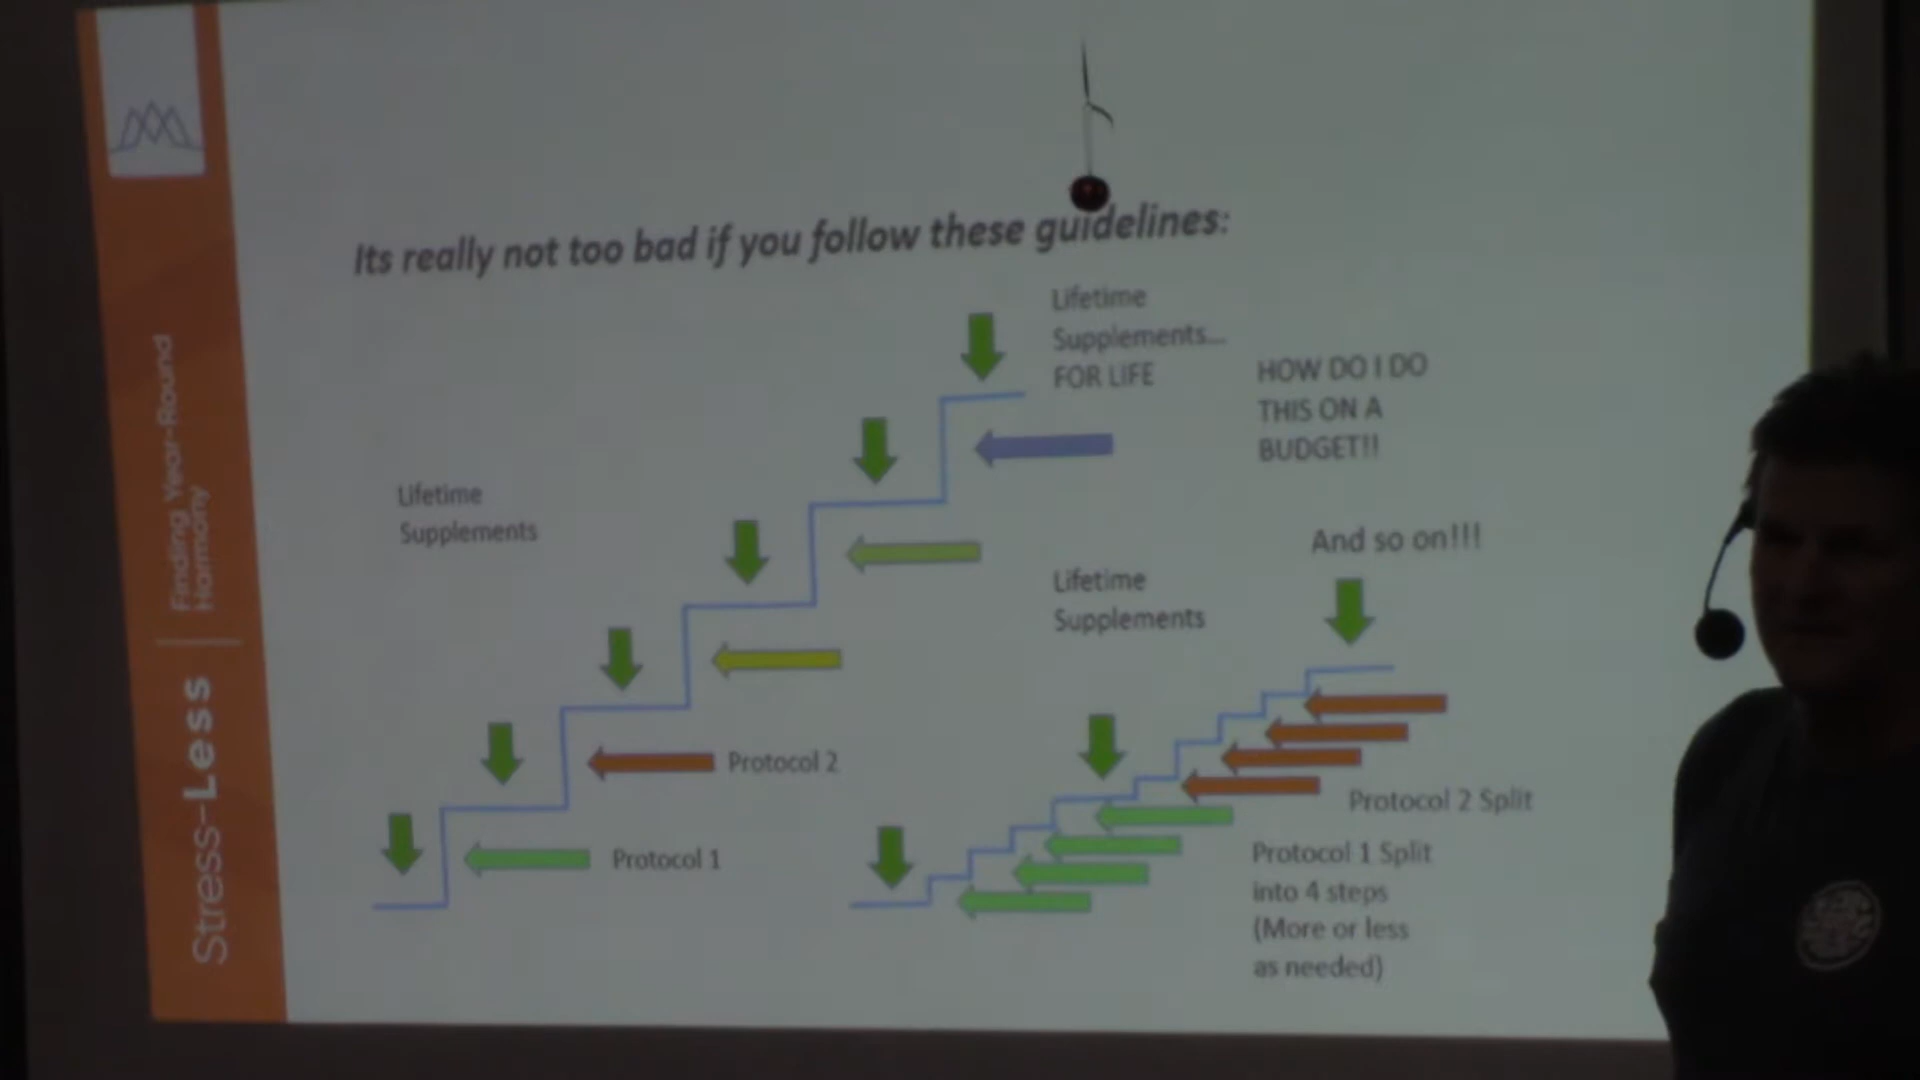 Its really not too bad if you follow these guidelines:
Lifetime
Supplements...
FOR LIFE
HOW DO I DO
THIS ON A
BUDGET!!
Lifetime
Supplements
And so on!!!
Lifetime
Supplements
Protocol 2
Protocol 1
Protocol 2 Split
Protocol 1 Split
into 4 steps
(More or less
as needed)
Stress-Less
Finding Year-Round
Harmony